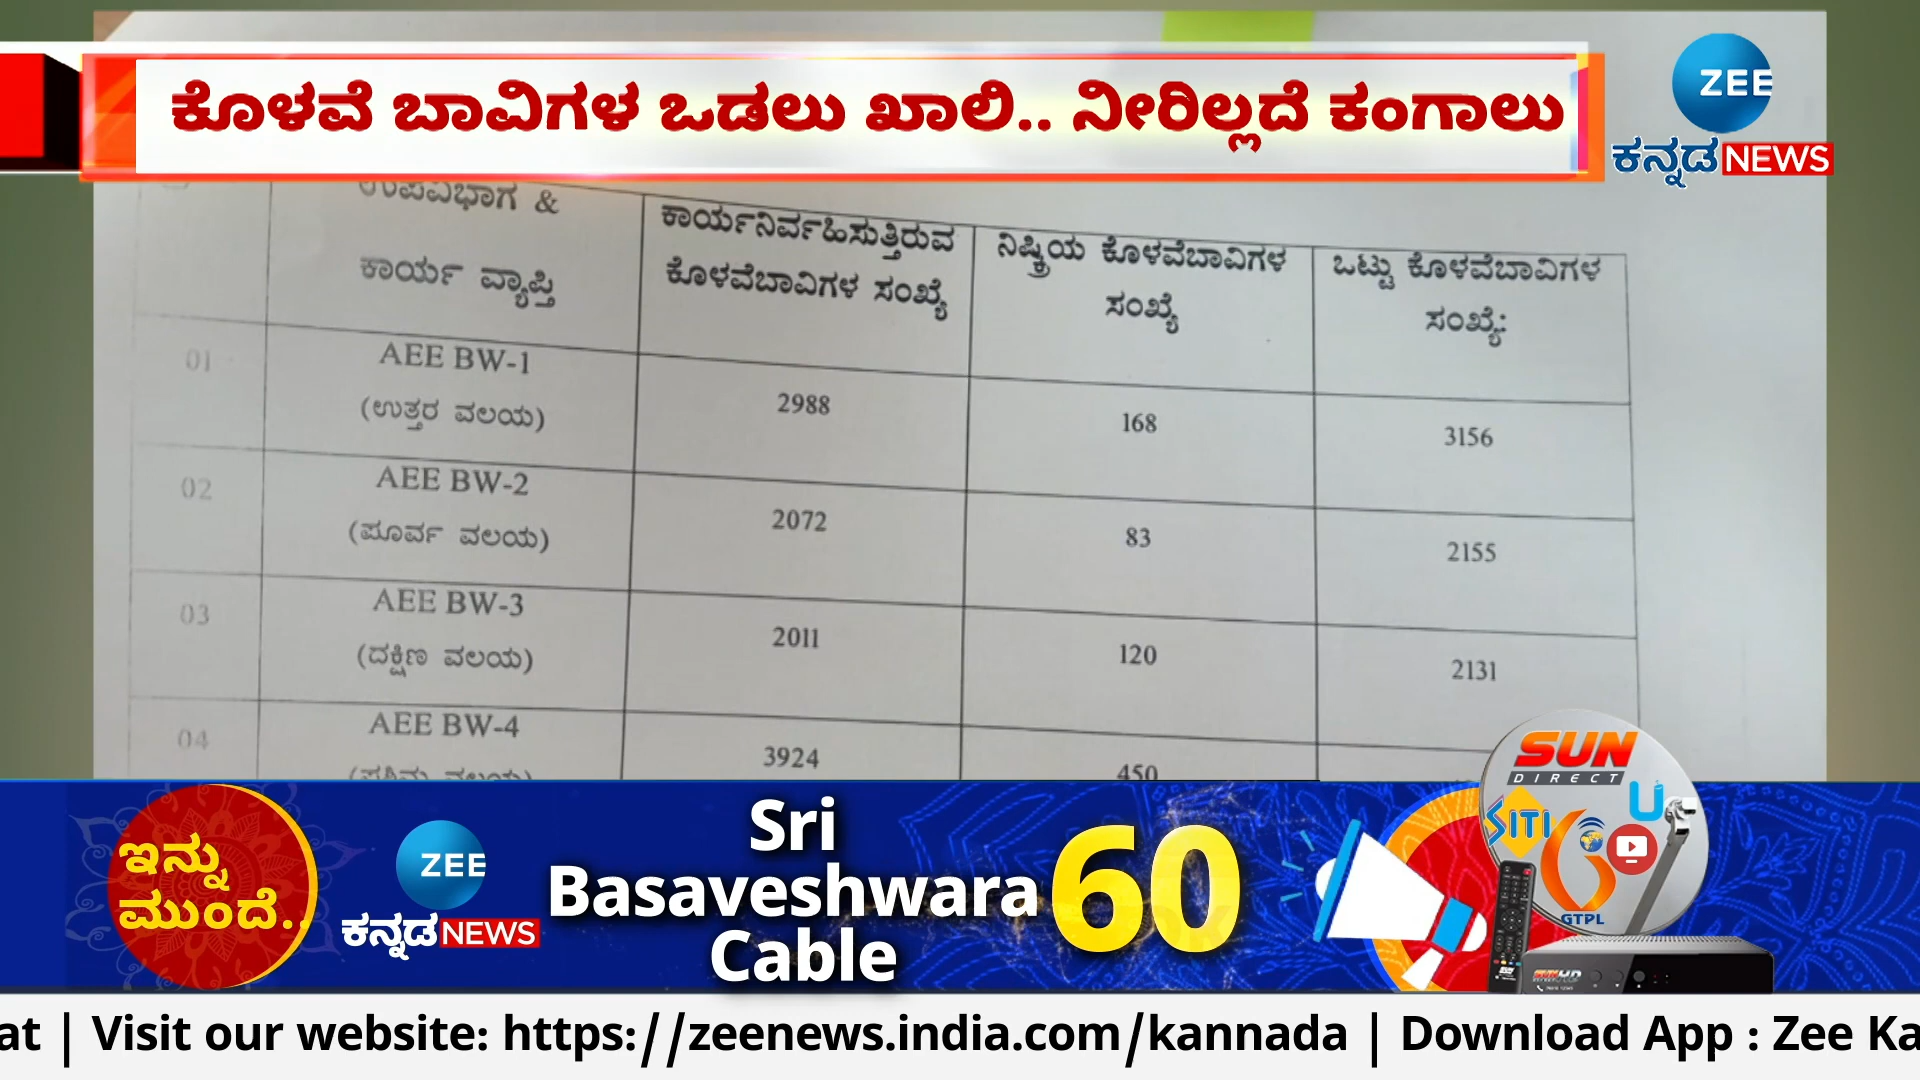 ಕೊಳವೆ ಬಾವಿಗಳ ಒಡಲು ಖಾಲಿ.. ನೀರಿಲ್ಲದೆ ಕಂಗಾಲು
ZEE
ಕನ್ನಡ NEWS
ಉಪವಿಭಾಗ &
ಕಾರ್ಯ ವ್ಯಾಪ್ತಿ
ಕಾರ್ಯನಿರ್ವಹಿಸುತ್ತಿರುವ
ಕೊಳವೆಬಾವಿಗಳ ಸಂಖ್ಯೆ
ನಿಷ್ಕ್ರಿಯ ಕೊಳವೆಬಾವಿಗಳ
ಸಂಖ್ಯೆ
ಒಟ್ಟು ಕೊಳವೆಬಾವಿಗಳ
ಸಂಖ್ಯೆ:
01
AEE BW-1
(ಉತ್ತರ ವಲಯ)
2988
168
3156
02
AEE BW-2
(ಪೂರ್ವ ವಲಯ)
2072
83
2155
03
AEE BW-3
(ದಕ್ಷಿಣ ವಲಯ)
2011
120
2131
04
AEE BW-4
3924
450
ಇನ್ನು
ಮುಂದೆ..
ZEE
ಕನ್ನಡ NEWS
Sri
Basaveshwara
Cable
60
SUN
DIRECT
SITI
U
GTPL
at | Visit our website: https://zeenews.india.com/kannada | Download App : Zee Ka